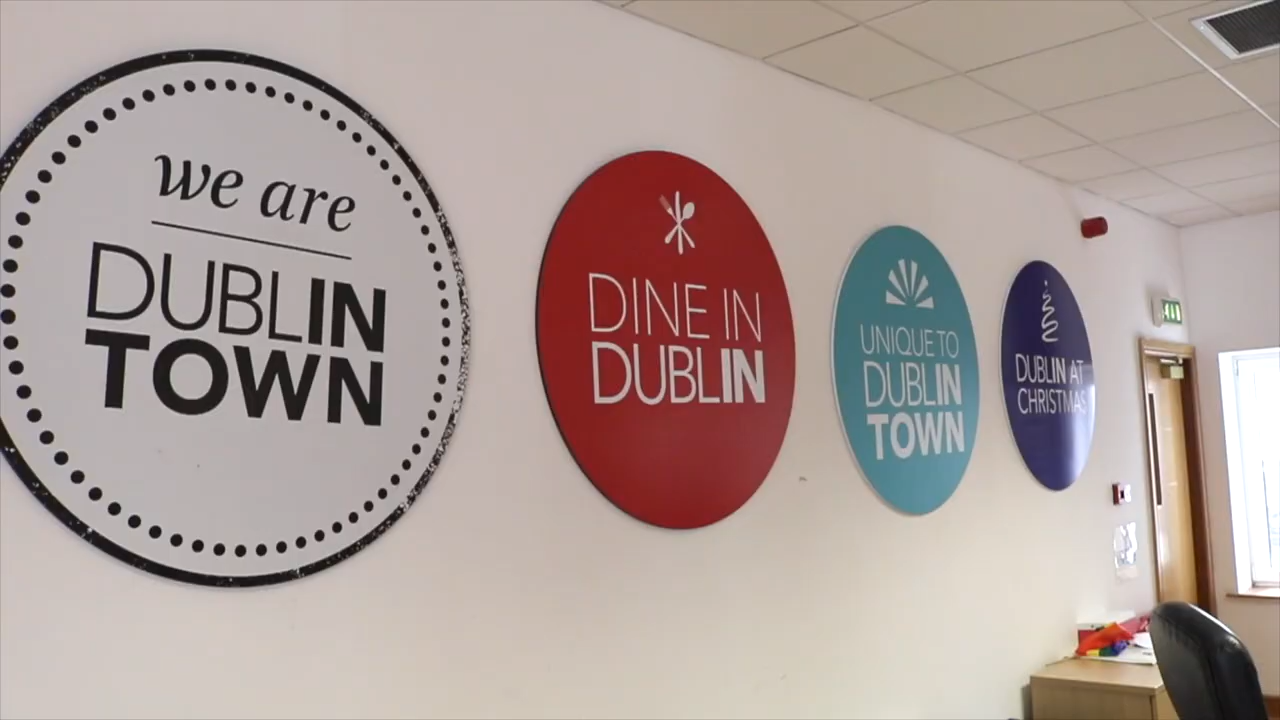 we are
DUBLIN
TOWN
DINE IN
DUBLIN
UNIQUE TO
DUBLIN
TOWN
DUBLIN AT
CHRISTMAS